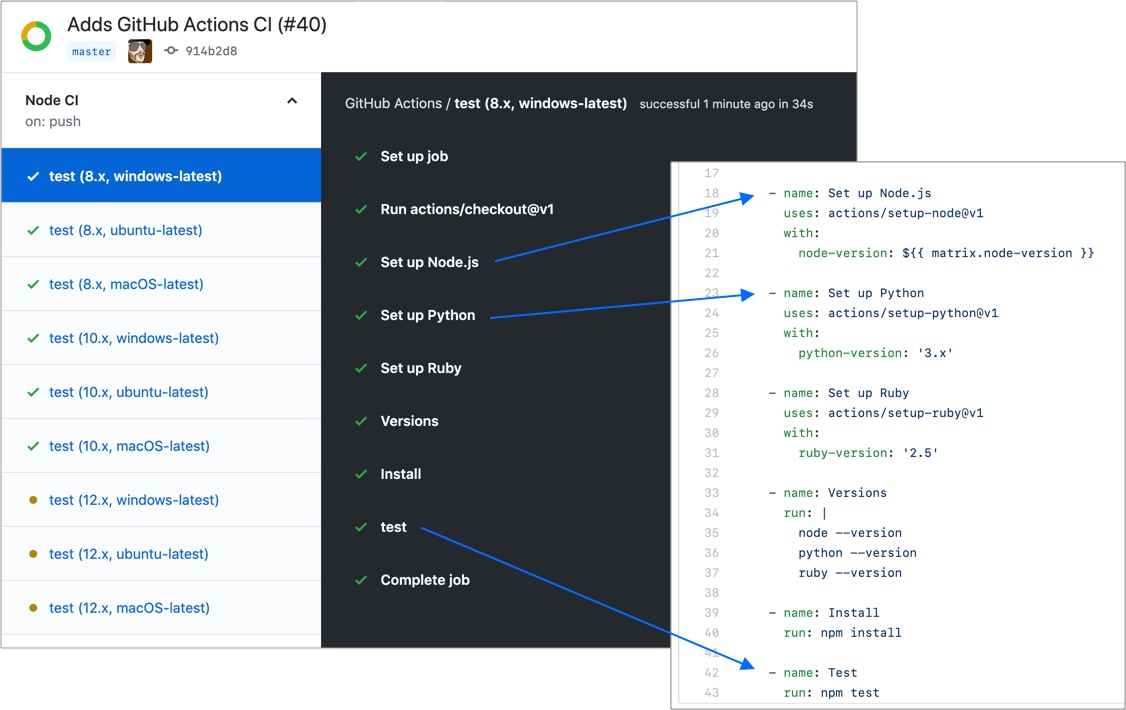 Adds GitHub Actions CI (#40)
master 914b2d8
Node CI
on: push
test (8.x, windows-latest)
test (8.x, ubuntu-latest)
test (8.x, macOS-latest)
test (10.x, windows-latest)
test (10.x, ubuntu-latest)
test (10.x, macOS-latest)
test (12.x, windows-latest)
test (12.x, ubuntu-latest)
test (12.x, macOS-latest)
GitHub Actions / test (8.x, windows-latest) successful 1 minute ago in 34s
Set up job
Run actions/checkout@v1
Set up Node.js
Set up Python
Set up Ruby
Versions
Install
test
Complete job
17
18 - name: Set up Node.js
19 uses: actions/setup-node@v1
20 with:
21 node-version: ${{ matrix.node-version }}
22
23 - name: Set up Python
24 uses: actions/setup-python@v1
25 with:
26 python-version: '3.x'
27
28 - name: Set up Ruby
29 uses: actions/setup-ruby@v1
30 with:
31 ruby-version: '2.5'
32
33 - name: Versions
34 run: |
35 node --version
36 python --version
37 ruby --version
38
39 - name: Install
40 run: npm install
41
42 - name: Test
43 run: npm test